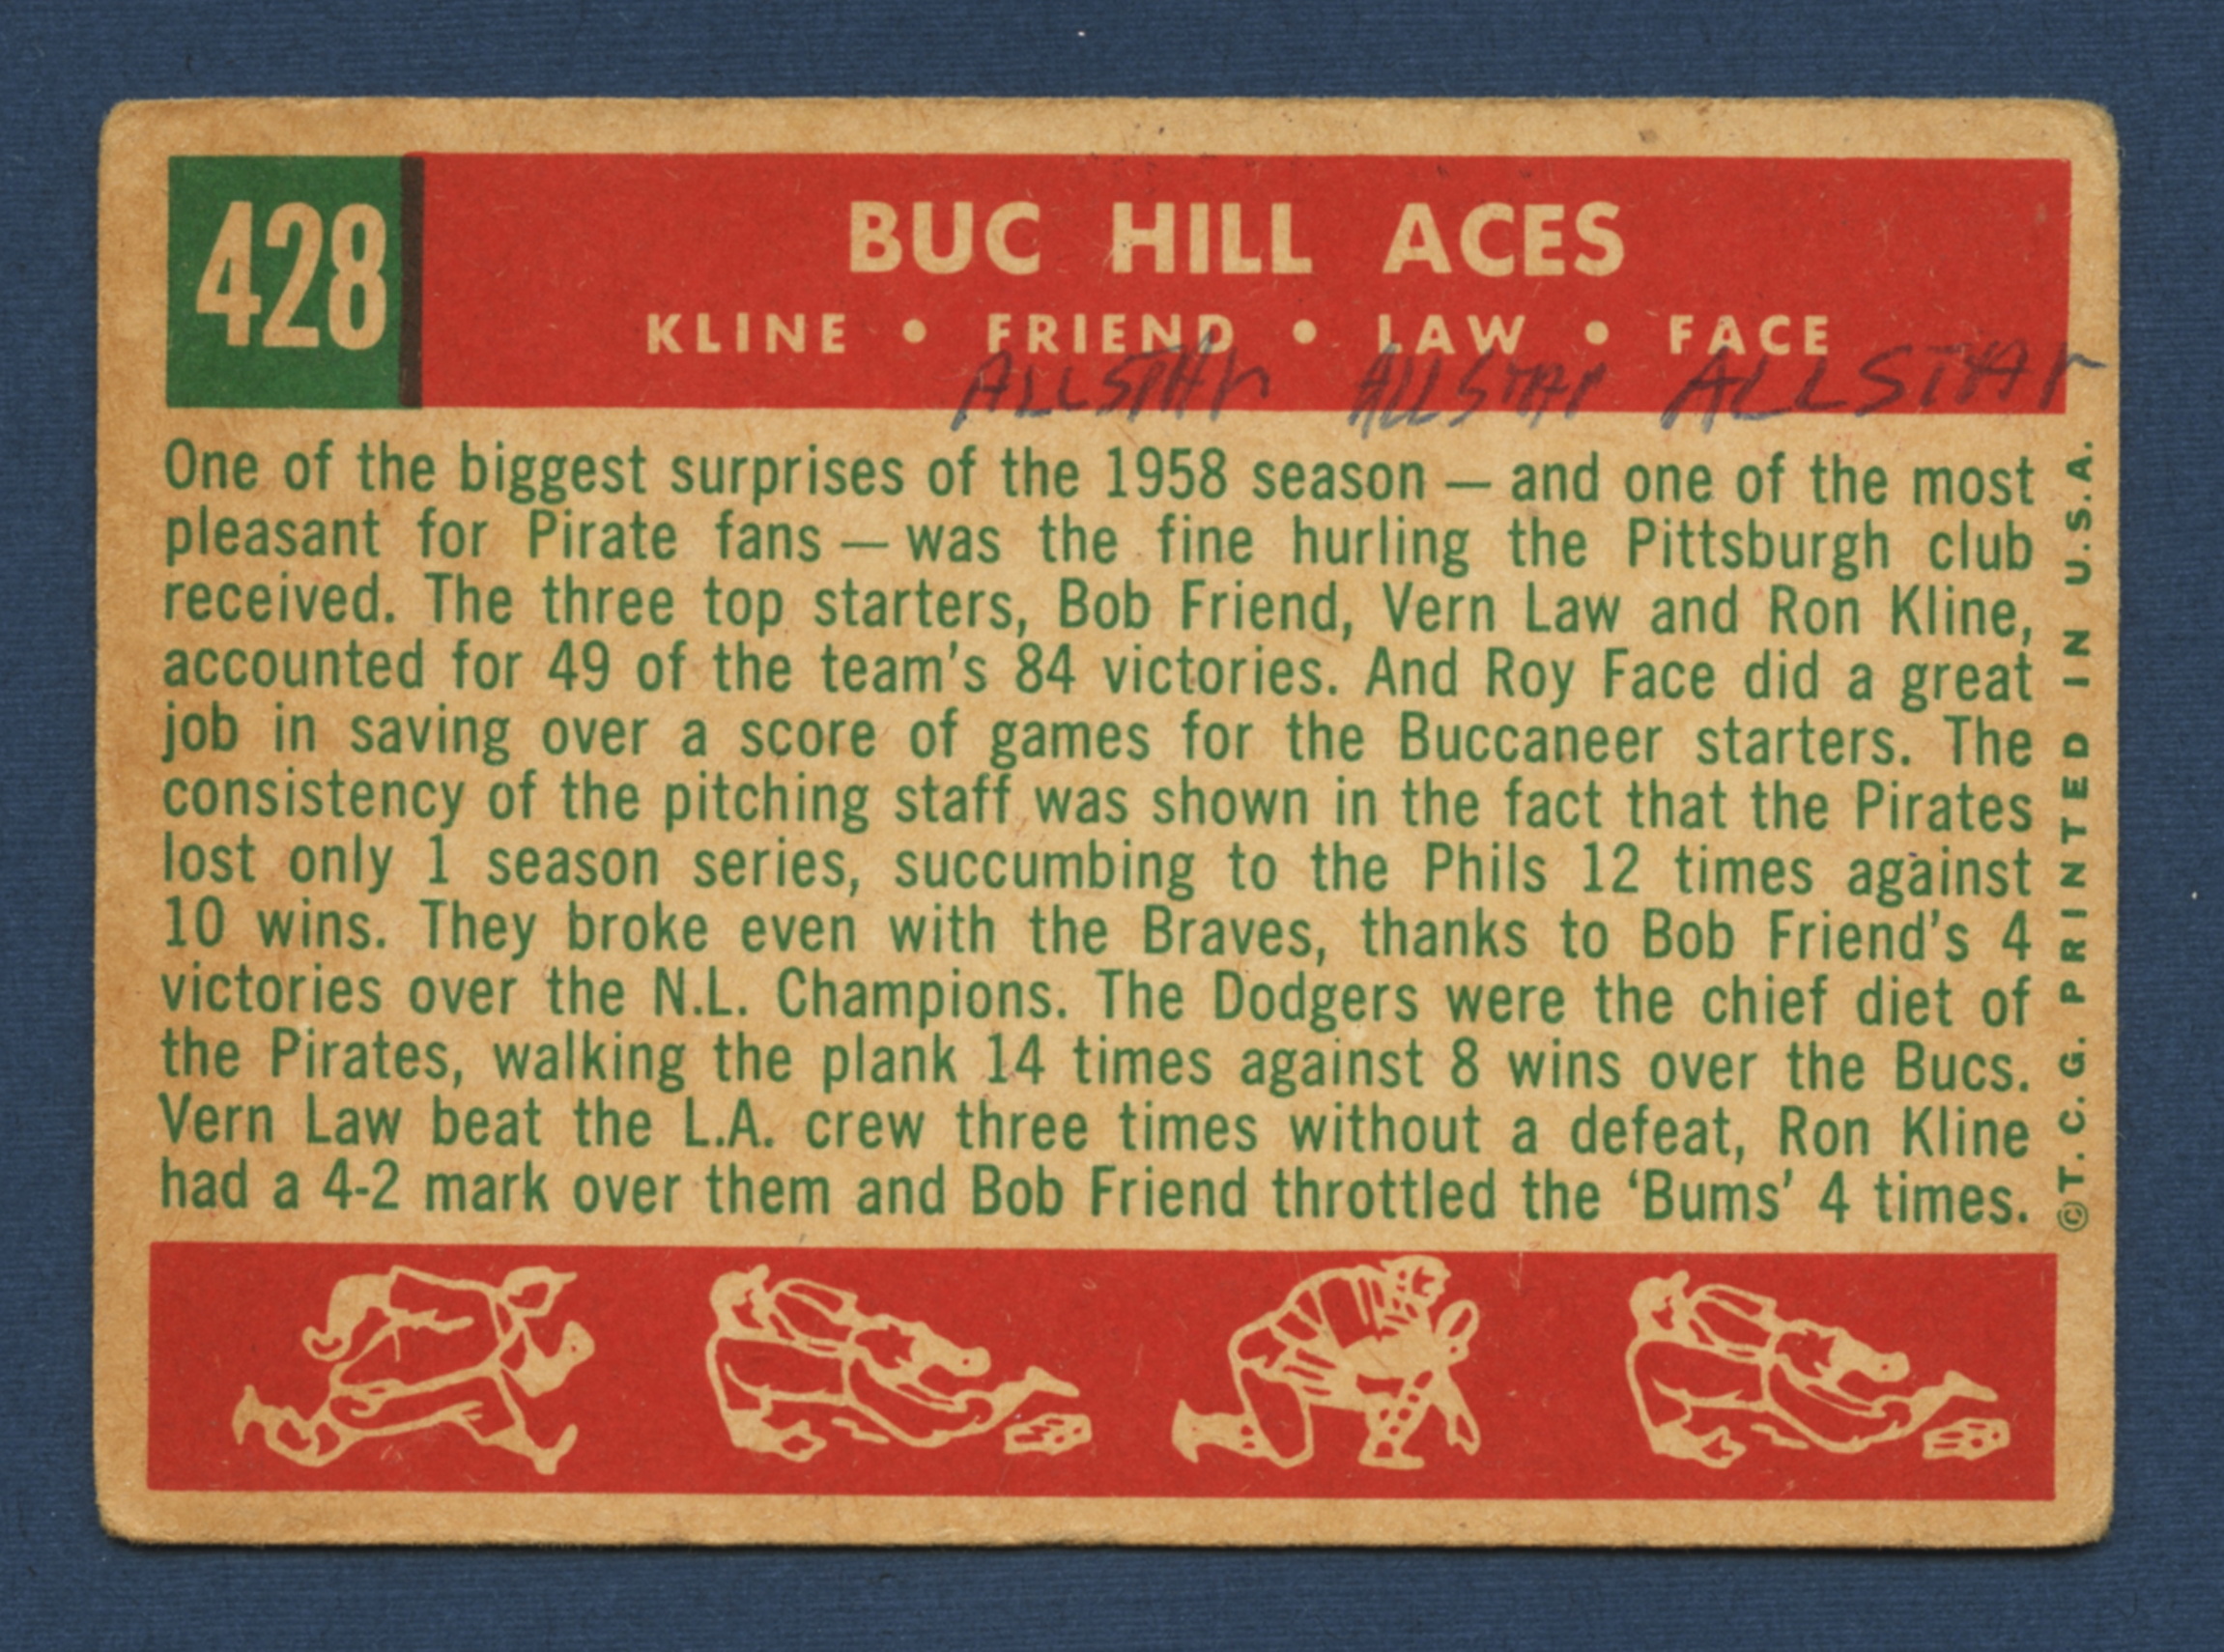 428
BUC HILL ACES
KLINE • FRIEND • LAW • FACE
ALLSTAr ALLSTAr ALLSTAr
One of the biggest surprises of the 1958 season — and one of the most
pleasant for Pirate fans — was the fine hurling the Pittsburgh club
received. The three top starters, Bob Friend, Vern Law and Ron Kline,
accounted for 49 of the team's 84 victories. And Roy Face did a great
job in saving over a score of games for the Buccaneer starters. The
consistency of the pitching staff was shown in the fact that the Pirates
lost only 1 season series, succumbing to the Phils 12 times against
10 wins. They broke even with the Braves, thanks to Bob Friend's 4
victories over the N.L. Champions. The Dodgers were the chief diet of
the Pirates, walking the plank 14 times against 8 wins over the Bucs.
Vern Law beat the L.A. crew three times without a defeat, Ron Kline
had a 4-2 mark over them and Bob Friend throttled the ‘Bums’ 4 times.
© T. C. G. PRINTED IN U.S.A.